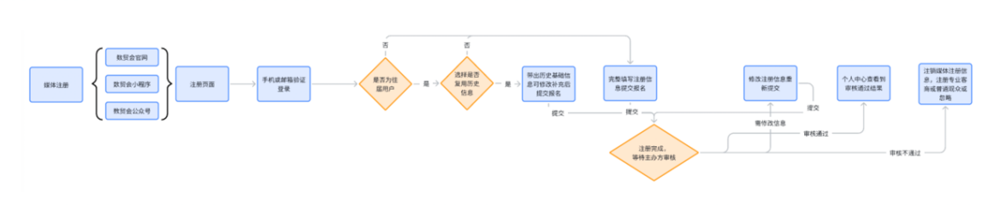 媒体注册
数贸会官网
数贸会小程序
数贸会公众号
注册页面
手机或邮箱验证
登录
是否为往
届用户
否
是
选择是否
复用历史
信息
否
是
带出历史基础信
息可修改补充后
提交报名
提交
完整填写注册信
息提交报名
提交
注册完成，
等待主办方审核
修改注册信息重
新提交
提交
需修改信息
个人中心查看到
审核通过结果
审核通过
注销媒体注册信
息，注册专业客
商或普通观众或
忽略
审核不通过